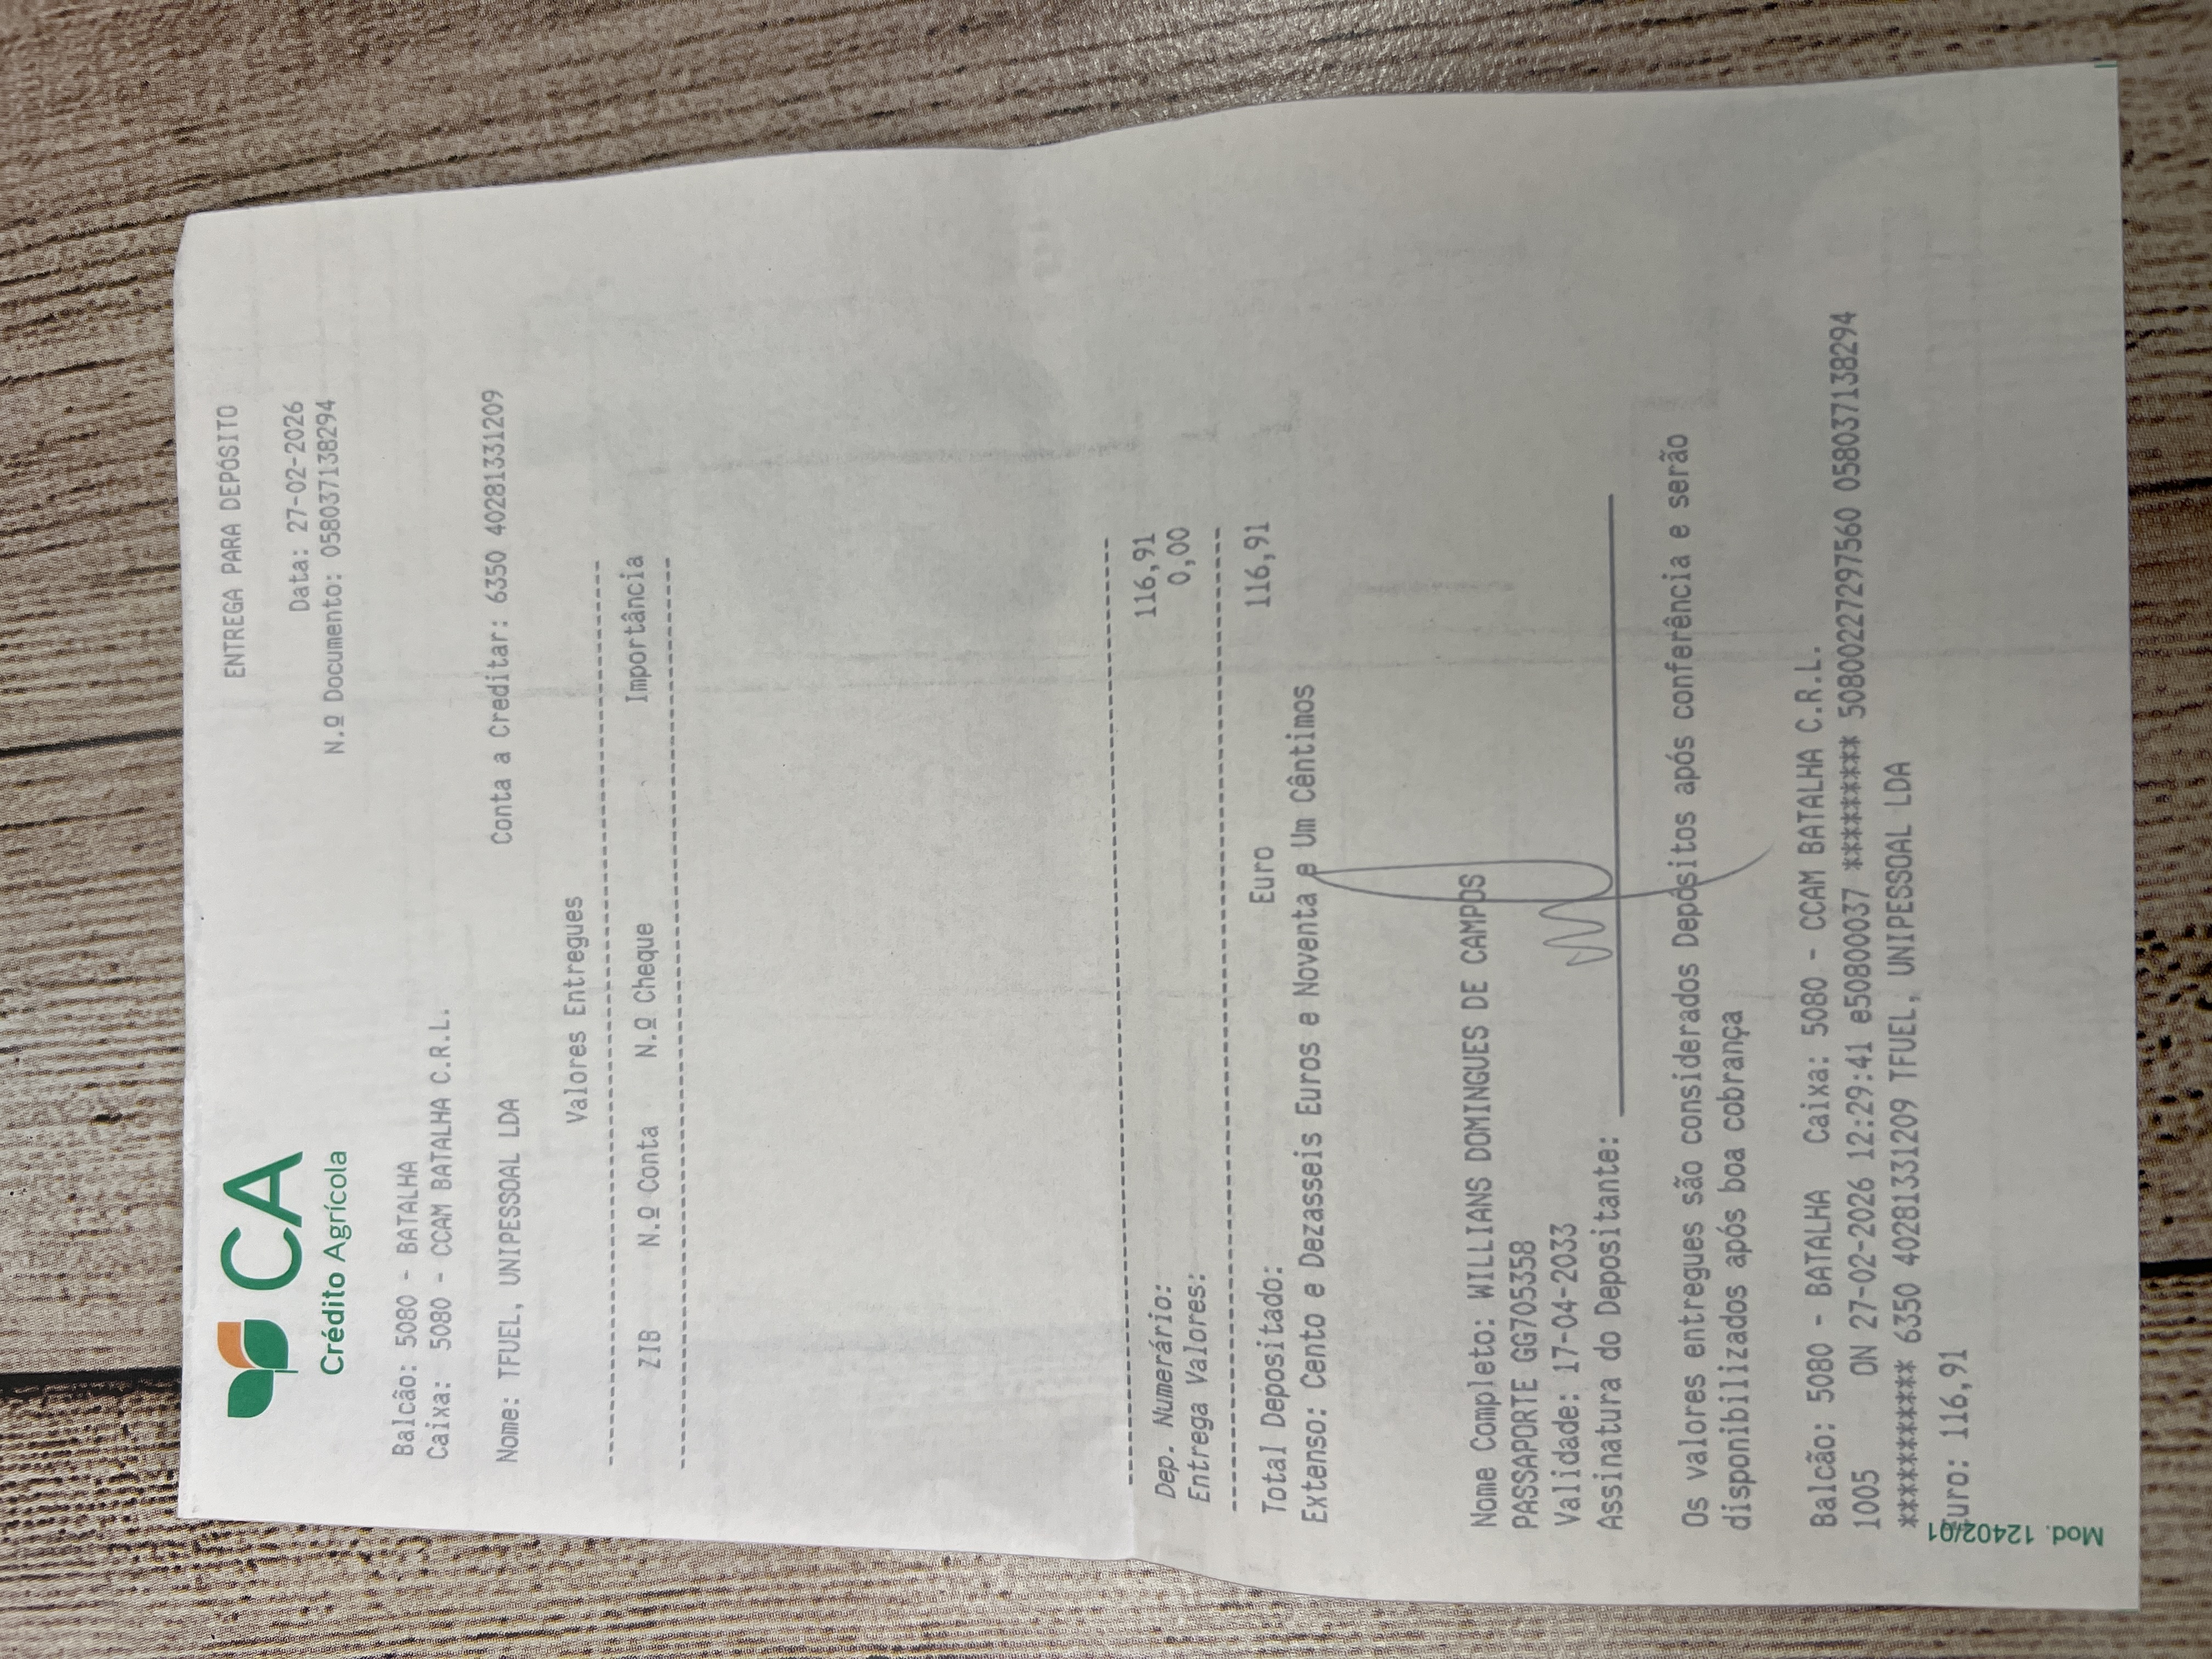 CA
Crédito Agrícola
ENTREGA PARA DEPÓSITO
Data: 27-02-2026
N.º Documento: 05803713829​4
Balcão: 5080 - BATALHA
Caixa: 5080 - CCAM BATALHA C.R.L.
Nome: TFUEL, UNIPESSOAL LDA Conta a Creditar: 6350 40281331209
Valores Entregues
ZIB N.º Conta N.º Cheque Importância
Dep. Numerário: 116,91
Entrega Valores: 0,00
Total Depositado: Euro 116,91
Extenso: Cento e Dezasseis Euros e Noventa e Um Cêntimos
Nome Completo: WILLIANS DOMINGUES DE CAMPOS
PASSAPORTE GG705358
Validade: 17-04-2033
Assinatura do Depositante:
Os valores entregues são considerados Depósitos após conferência e serão
disponibilizados após boa cobrança
Balcão: 5080 - BATALHA Caixa: 5080 - CCAM BATALHA C.R.L.
1005 ON 27-02-2026 12:29:41 e50800037 ********* 50800227297560 058037138294
********** 6350 40281331209 TFUEL, UNIPESSOAL LDA
Euro: 116,91
Mod. 12402/01